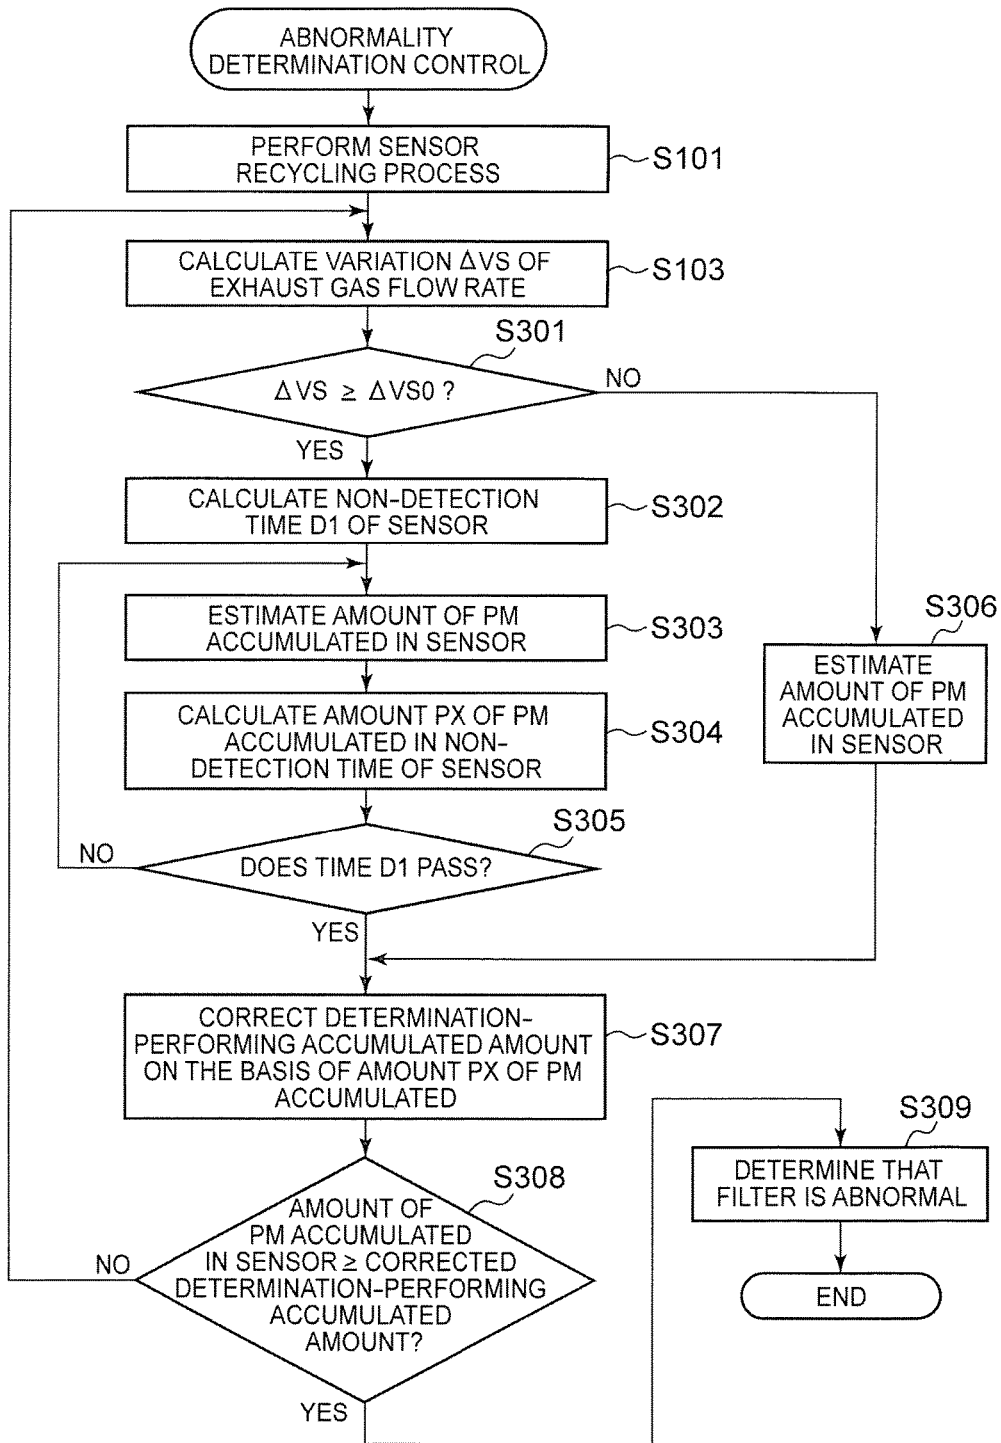 ABNORMALITY
DETERMINATION CONTROL
PERFORM SENSOR
RECYCLING PROCESS
S101
CALCULATE VARIATION ΔVS OF
EXHAUST GAS FLOW RATE
S103
S301
ΔVS ≥ ΔVS0 ?
NO
YES
CALCULATE NON-DETECTION
TIME D1 OF SENSOR
S302
ESTIMATE AMOUNT OF PM
ACCUMULATED IN SENSOR
S303
S306
ESTIMATE
AMOUNT OF PM
ACCUMULATED
IN SENSOR
CALCULATE AMOUNT PX OF PM
ACCUMULATED IN NON-
DETECTION TIME OF SENSOR
S304
S305
NO
DOES TIME D1 PASS?
YES
CORRECT DETERMINATION-
PERFORMING ACCUMULATED AMOUNT
ON THE BASIS OF AMOUNT PX OF PM
ACCUMULATED
S307
S308
AMOUNT OF
PM ACCUMULATED
IN SENSOR ≥ CORRECTED
DETERMINATION-PERFORMING
ACCUMULATED
AMOUNT?
NO
YES
S309
DETERMINE THAT
FILTER IS ABNORMAL
END